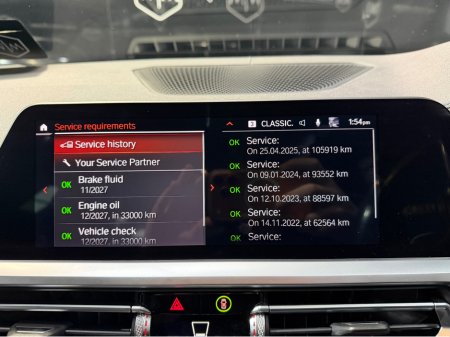 Service requirements
Service history
Your Service Partner
OK Brake fluid
11/2027
OK Engine oil
12/2027, in 33000 km
OK Vehicle check
12/2027, in 33000 km
CLASSIC.
1:54pm
OK Service:
On 25.04.2025, at 105919 km
OK Service:
On 09.01.2024, at 93552 km
OK Service:
On 12.10.2023, at 88597 km
OK Service:
On 14.11.2022, at 62564 km
OK Service: